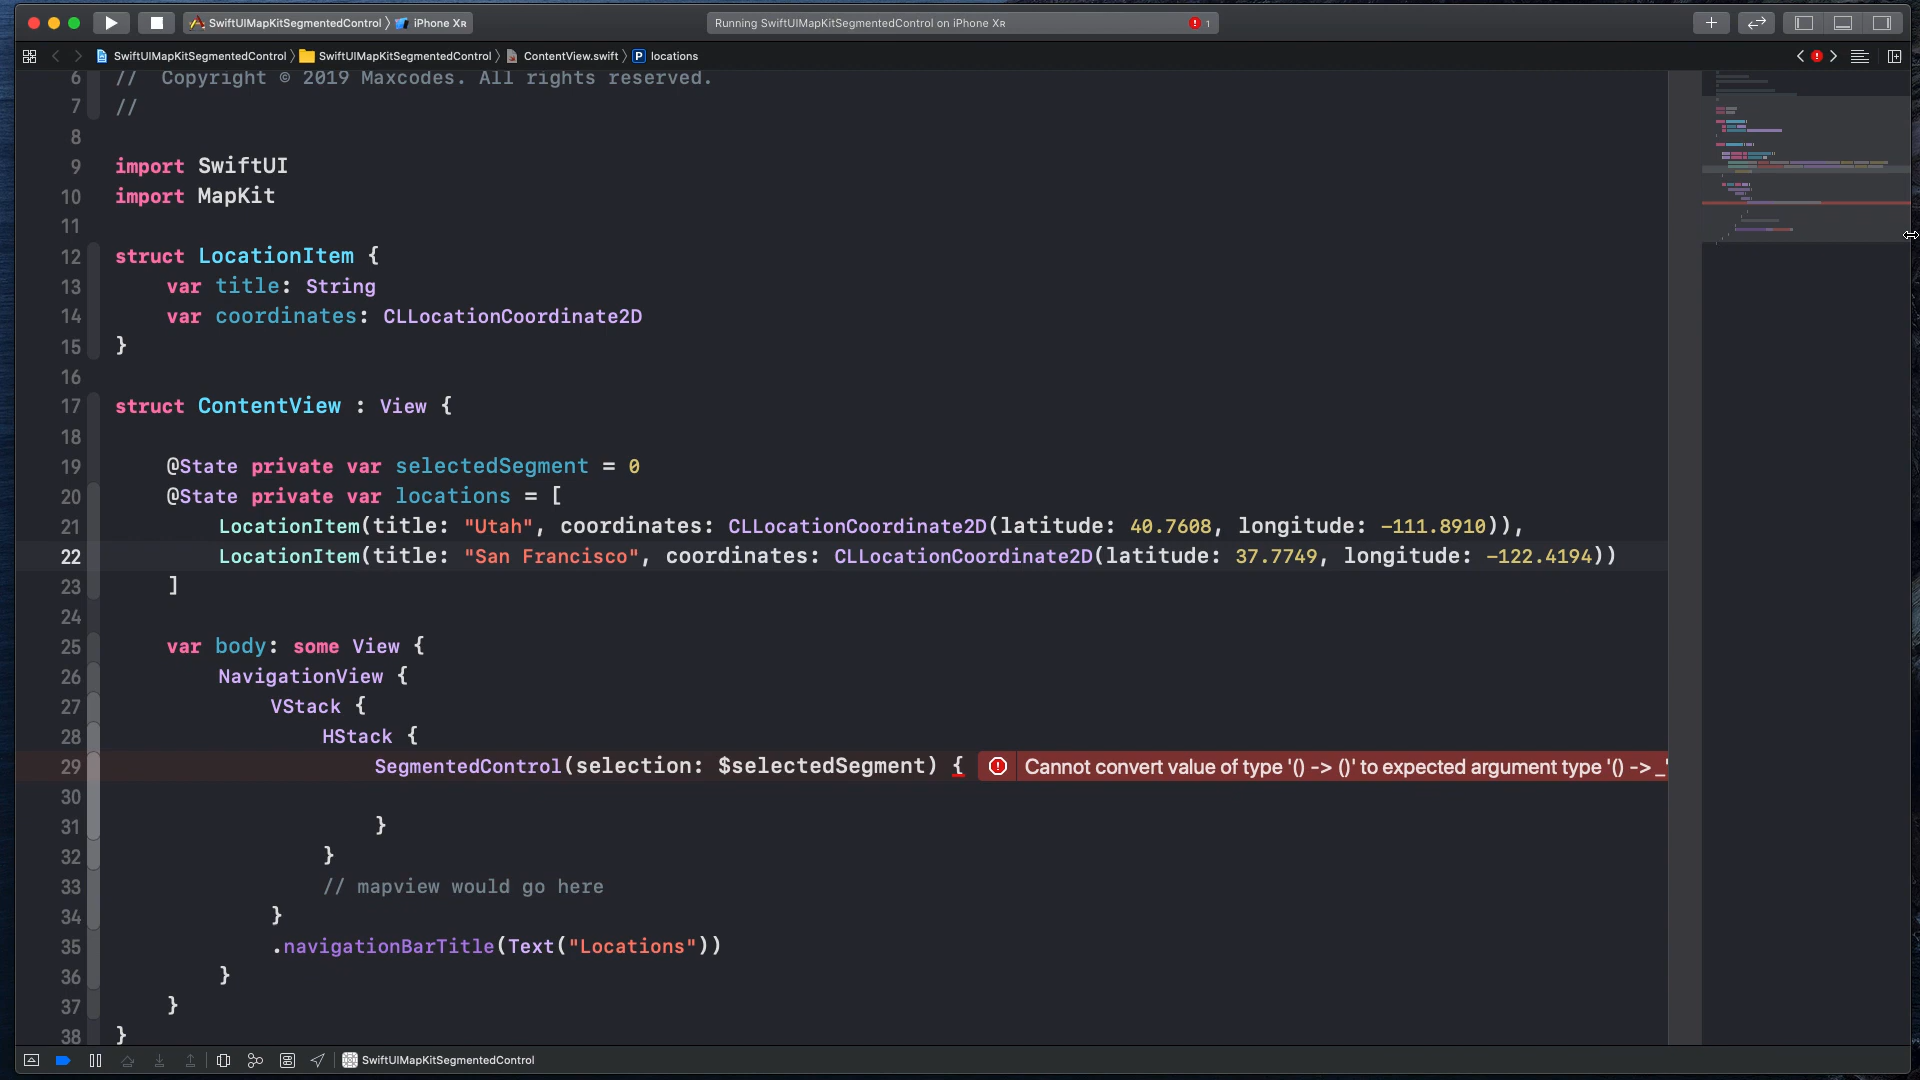 SwiftUIMapKitSegmentedControl 〉 iPhone Xʀ
Running SwiftUIMapKitSegmentedControl on iPhone Xʀ
1
SwiftUIMapKitSegmentedControl 〉 SwiftUIMapKitSegmentedControl 〉 ContentView.swift 〉 P locations
6 //  Copyright © 2019 Maxcodes. All rights reserved.
7 //
8
9 import SwiftUI
10 import MapKit
11
12 struct LocationItem {
13     var title: String
14     var coordinates: CLLocationCoordinate2D
15 }
16
17 struct ContentView : View {
18
19     @State private var selectedSegment = 0
20     @State private var locations = [
21         LocationItem(title: "Utah", coordinates: CLLocationCoordinate2D(latitude: 40.7608, longitude: -111.8910)),
22         LocationItem(title: "San Francisco", coordinates: CLLocationCoordinate2D(latitude: 37.7749, longitude: -122.4194))
23     ]
24
25     var body: some View {
26         NavigationView {
27             VStack {
28                 HStack {
29                     SegmentedControl(selection: $selectedSegment) { Cannot convert value of type '() -> ()' to expected argument type '() -> _'
30
31                     }
32                 }
33                 // mapview would go here
34             }
35             .navigationBarTitle(Text("Locations"))
36         }
37     }
38 }
SwiftUIMapKitSegmentedControl